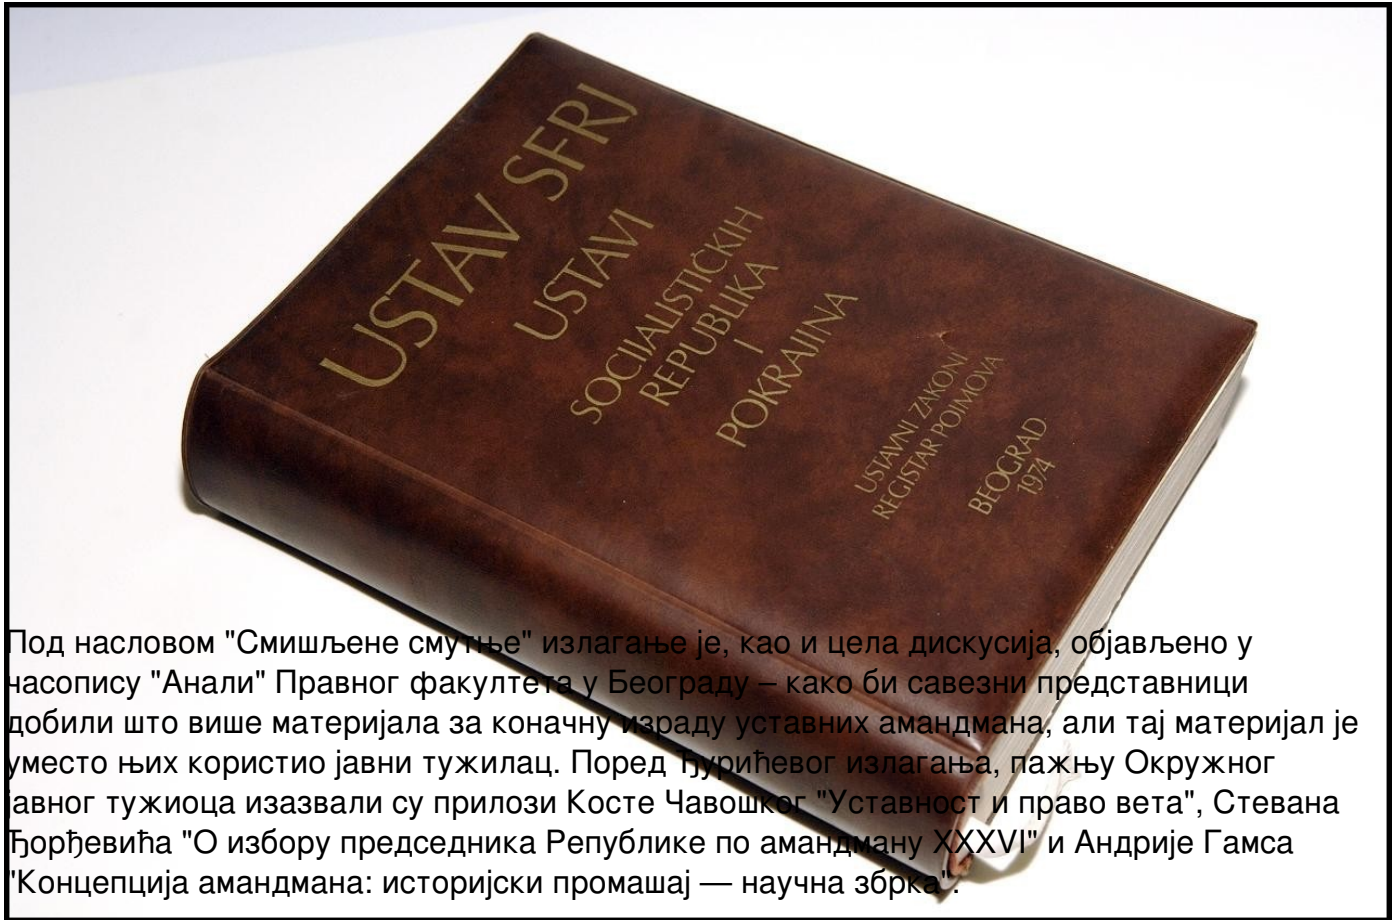 USTAV SFRJ
USTAVI
SOCIJALISTIČKIH
REPUBLIKA
I
POKRAJINA
USTAVNI ZAKONI
REGISTAR POJMOVA
BEOGRAD
1974
Под насловом "Смишљене смутње" излагање је, као и цела дискусија, објављено у
часопису "Анали" Правног факултета у Београду – како би савезни представници
добили што више материјала за коначну израду уставних амандмана, али тај материјал је
уместо њих користио јавни тужилац. Поред Ђурићевог излагања, пажњу Окружног
јавног тужиоца изазвали су прилози Косте Чавошког "Уставност и право вета", Стевана
Ђорђевића "О избору председника Републике по амандману XXXVI" и Андрије Гамса
"Концепција амандмана: историјски промашај — научна збрка".